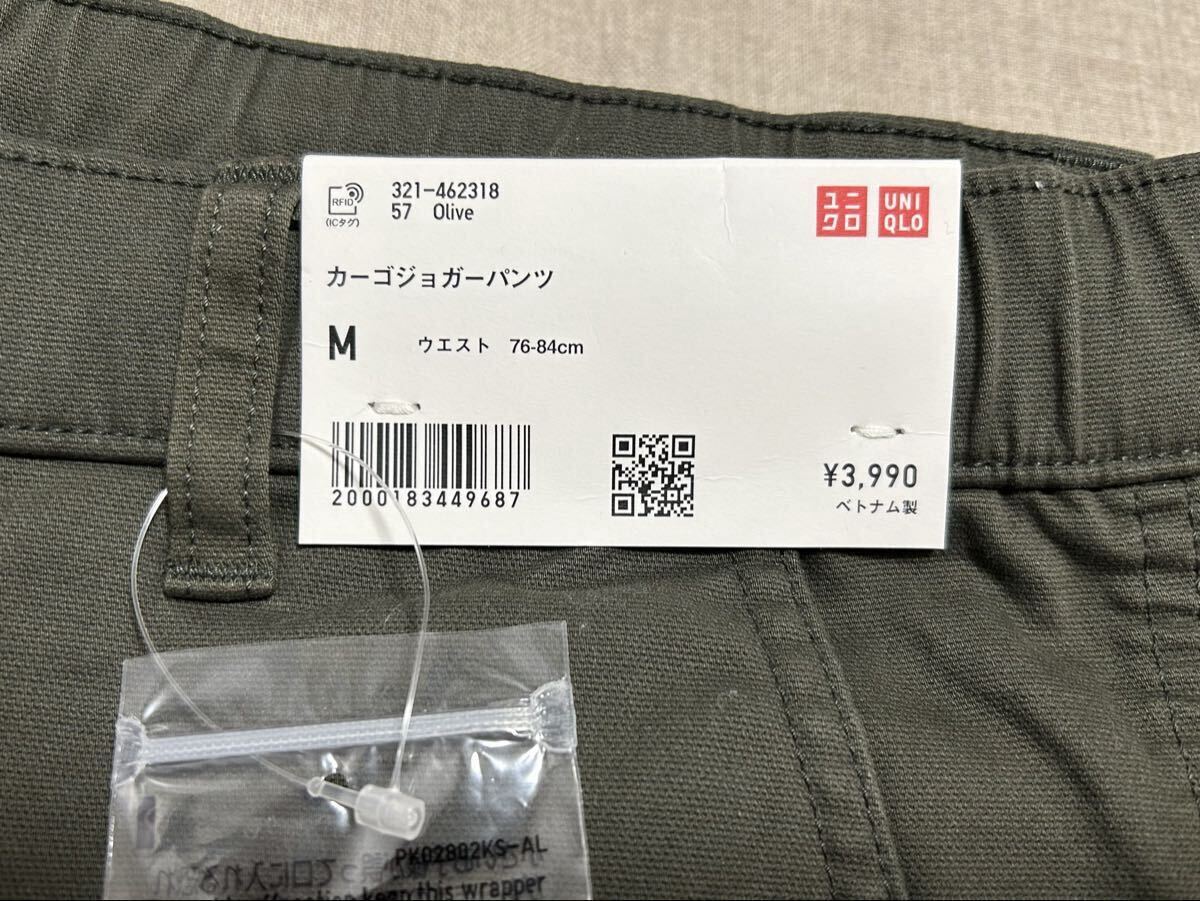 RFID
(ICタグ)
321-462318
57 Olive
ユニ
クロ
UNI
QLO
カーゴジョガーパンツ
M ウエスト 76-84cm
2000183449687
¥3,990
ベトナム製
PK02802KS-AL
keep this wrapper